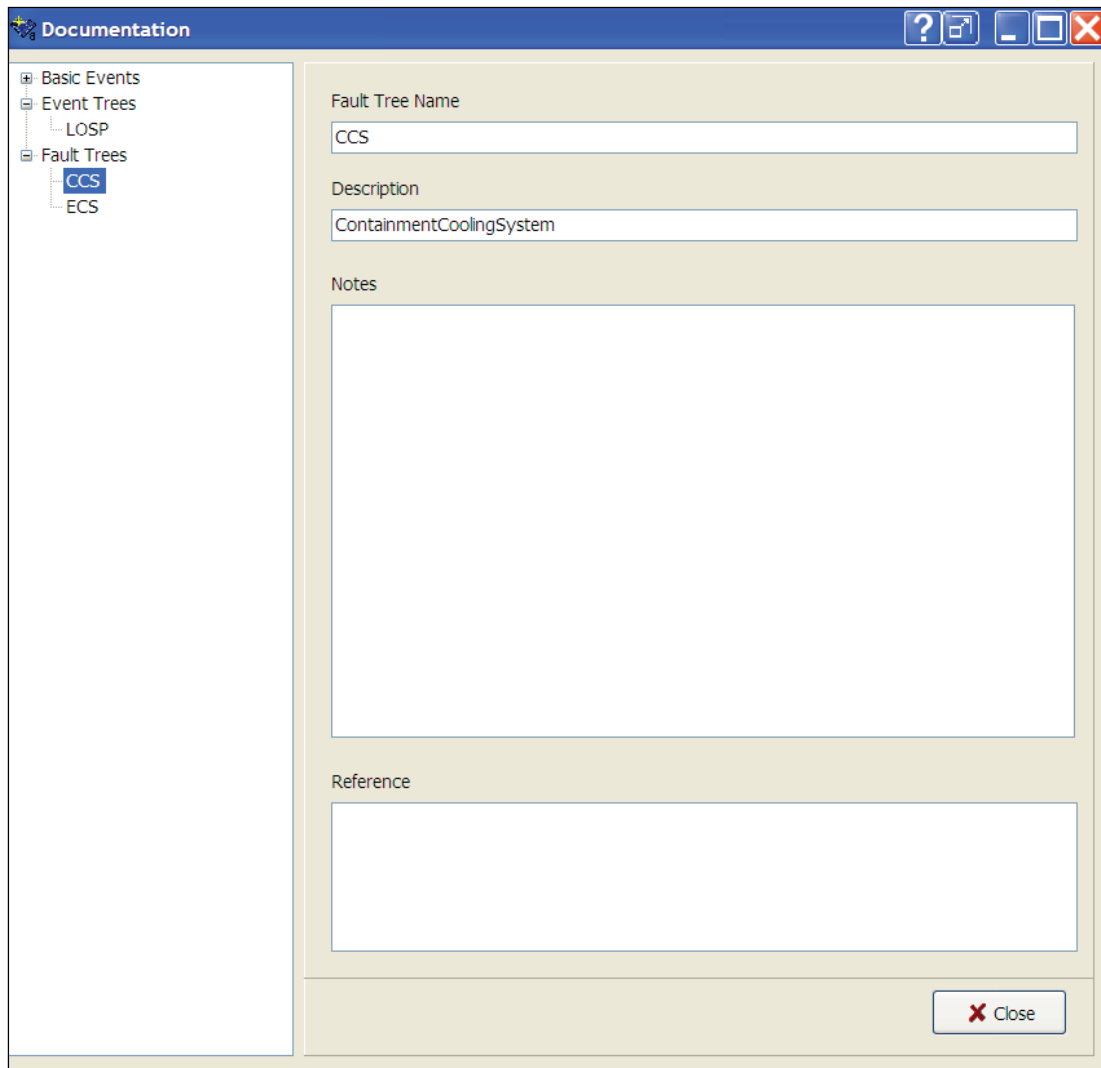 Documentation
Basic Events
Event Trees
LOSP
Fault Trees
CCS
ECS
Fault Tree Name
CCS
Description
ContainmentCoolingSystem
Notes
Reference
Close